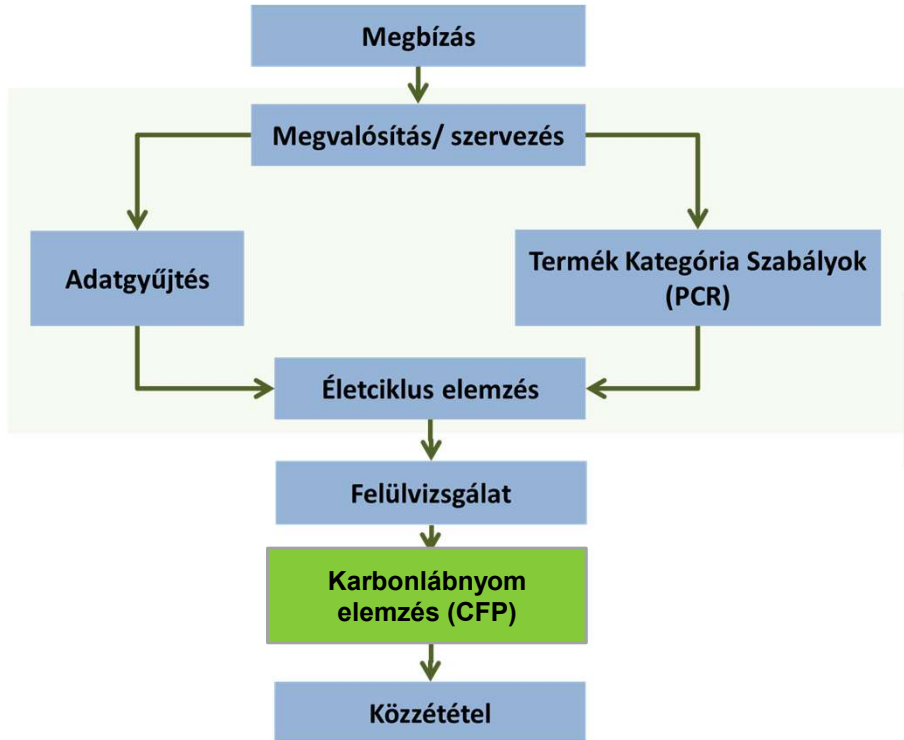 Megbízás
Megvalósítás/ szervezés
Adatgyűjtés
Termék Kategória Szabályok
(PCR)
Életciklus elemzés
Felülvizsgálat
Karbonlábnyom
elemzés (CFP)
Közzététel